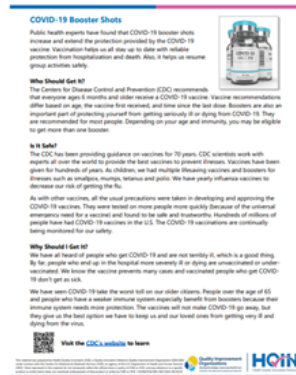 COVID-19 Booster Shots
Public health experts have found that COVID-19 booster shots
increase and extend the protection provided by the COVID-19
vaccine. Vaccination helps us all stay up to date with reliable
protection from hospitalization and death. Also, it helps us resume
group activities safely.
Who Should Get It?
The Centers for Disease Control and Prevention (CDC) recommends
that everyone ages 6 months and older receive a COVID-19 vaccine. Vaccine recommendations
differ based on age, the vaccine first received, and time since the last dose. Boosters are also an
important part of protecting yourself from getting seriously ill or dying from COVID-19. They
are recommended for most people. Depending on your age and immunity, you may be eligible
to get more than one booster.
Is It Safe?
The CDC has been providing guidance on vaccines for 70 years. CDC scientists work with
experts all over the world to provide the best vaccines to prevent illnesses. Vaccines have been
given for hundreds of years. As children, we had multiple lifesaving vaccines and boosters for
illnesses such as smallpox, mumps, tetanus and polio. We have yearly influenza vaccines to
decrease our risk of getting the flu.
As with other vaccines, all the usual precautions were taken in developing and approving the
COVID-19 vaccines. They were tested on more people more quickly (because of the universal
emergency need for a vaccine) and found to be safe and trustworthy. Hundreds of millions of
people have had COVID-19 vaccines in the U.S. The COVID-19 vaccinations are continually
being monitored for our safety.
Why Should I Get It?
We have all heard of people who get COVID-19 and are not terribly ill, which is a good thing.
By far, people who end up in the hospital more severely ill or dying are unvaccinated or under-
vaccinated. We know the vaccine prevents many cases and vaccinated people who get COVID-
19 don't get as sick.
We have seen COVID-19 take the worst toll on our older citizens. People over the age of 65
and people who have a weaker immune system especially benefit from boosters because their
immune system needs more protection. The vaccines will not make COVID-19 go away, but
they give us the best option we have to keep us and our loved ones from getting very ill and
dying from the virus.
Visit the CDC's website to learn
Quality Improvement
Organizations
HQIN